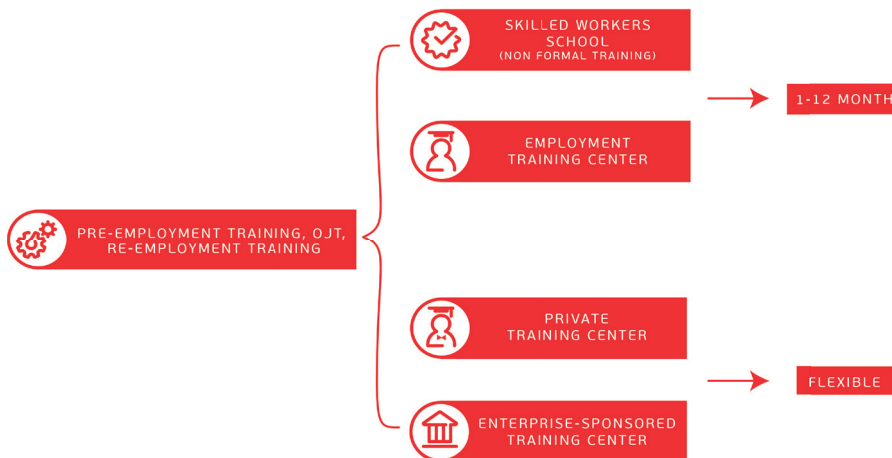 SKILLED WORKERS
SCHOOL
(NON FORMAL TRAINING)
1-12 MONTH
EMPLOYMENT
TRAINING CENTER
PRE-EMPLOYMENT TRAINING, OJT,
RE-EMPLOYMENT TRAINING
PRIVATE
TRAINING CENTER
FLEXIBLE
ENTERPRISE-SPONSORED
TRAINING CENTER